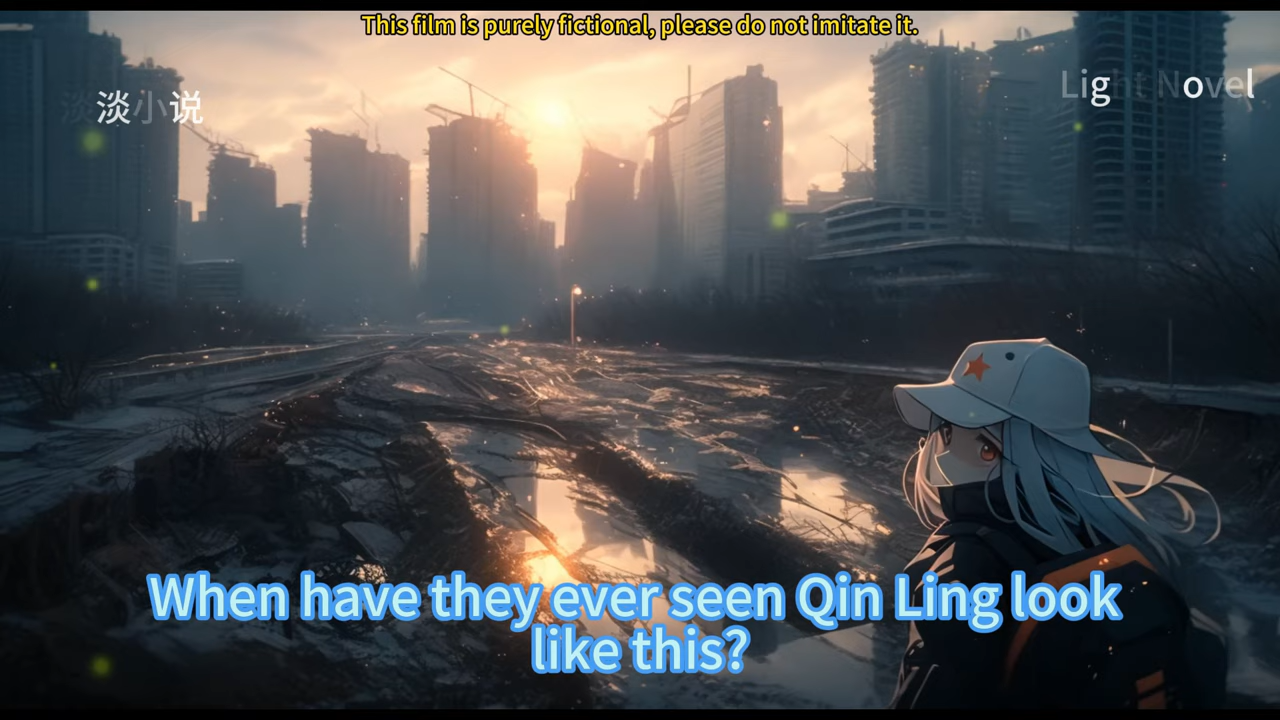 This film is purely fictional, please do not imitate it.
淡淡小说
Light Novel
When have they ever seen Qin Ling look
like this?